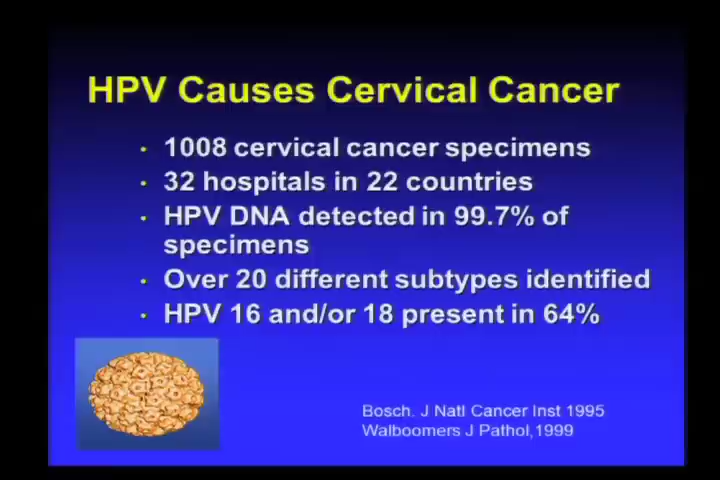 HPV Causes Cervical Cancer
• 1008 cervical cancer specimens
• 32 hospitals in 22 countries
• HPV DNA detected in 99.7% of
specimens
• Over 20 different subtypes identified
• HPV 16 and/or 18 present in 64%
Bosch. J Natl Cancer Inst 1995
Walboomers J Pathol,1999